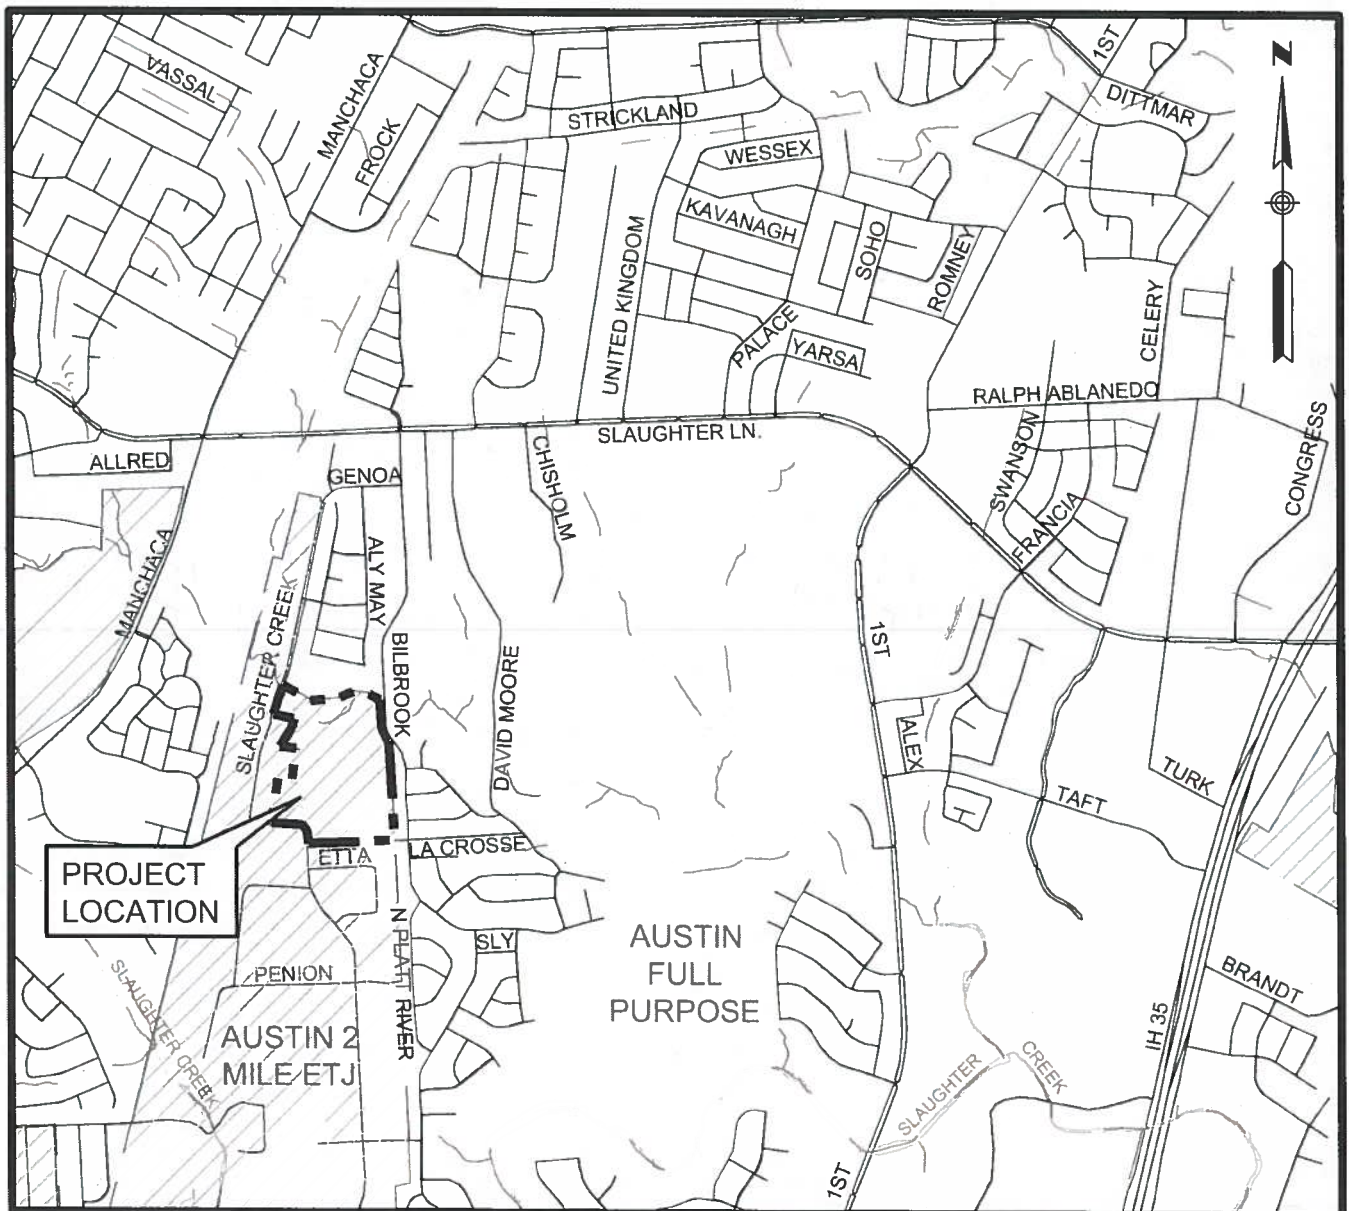 VASSAL
MANCHACA
FROCK
STRICKLAND
WESSEX
KAVANAGH
UNITED KINGDOM
SOHO
ROMNEY
PALACE
YARSA
1ST
DITTMAR
N
CELERY
RALPH ABLANEDO
SWANSON
FRANCIA
CONGRESS
SLAUGHTER LN.
ALLRED
GENOA
CHISHOLM
MANCHACA
ALY MAY
SLAUGHTER CREEK
BILBROOK
DAVID MOORE
1ST
ALEX
TAFT
TURK
PROJECT
LOCATION
ETTA
LA CROSSE
N PLATT RIVER
SLY
PENION
SLAUGHTER CREEK
AUSTIN 2
MILE ETJ
AUSTIN
FULL
PURPOSE
BRANDT
IH 35
SLAUGHTER
CREEK
1ST